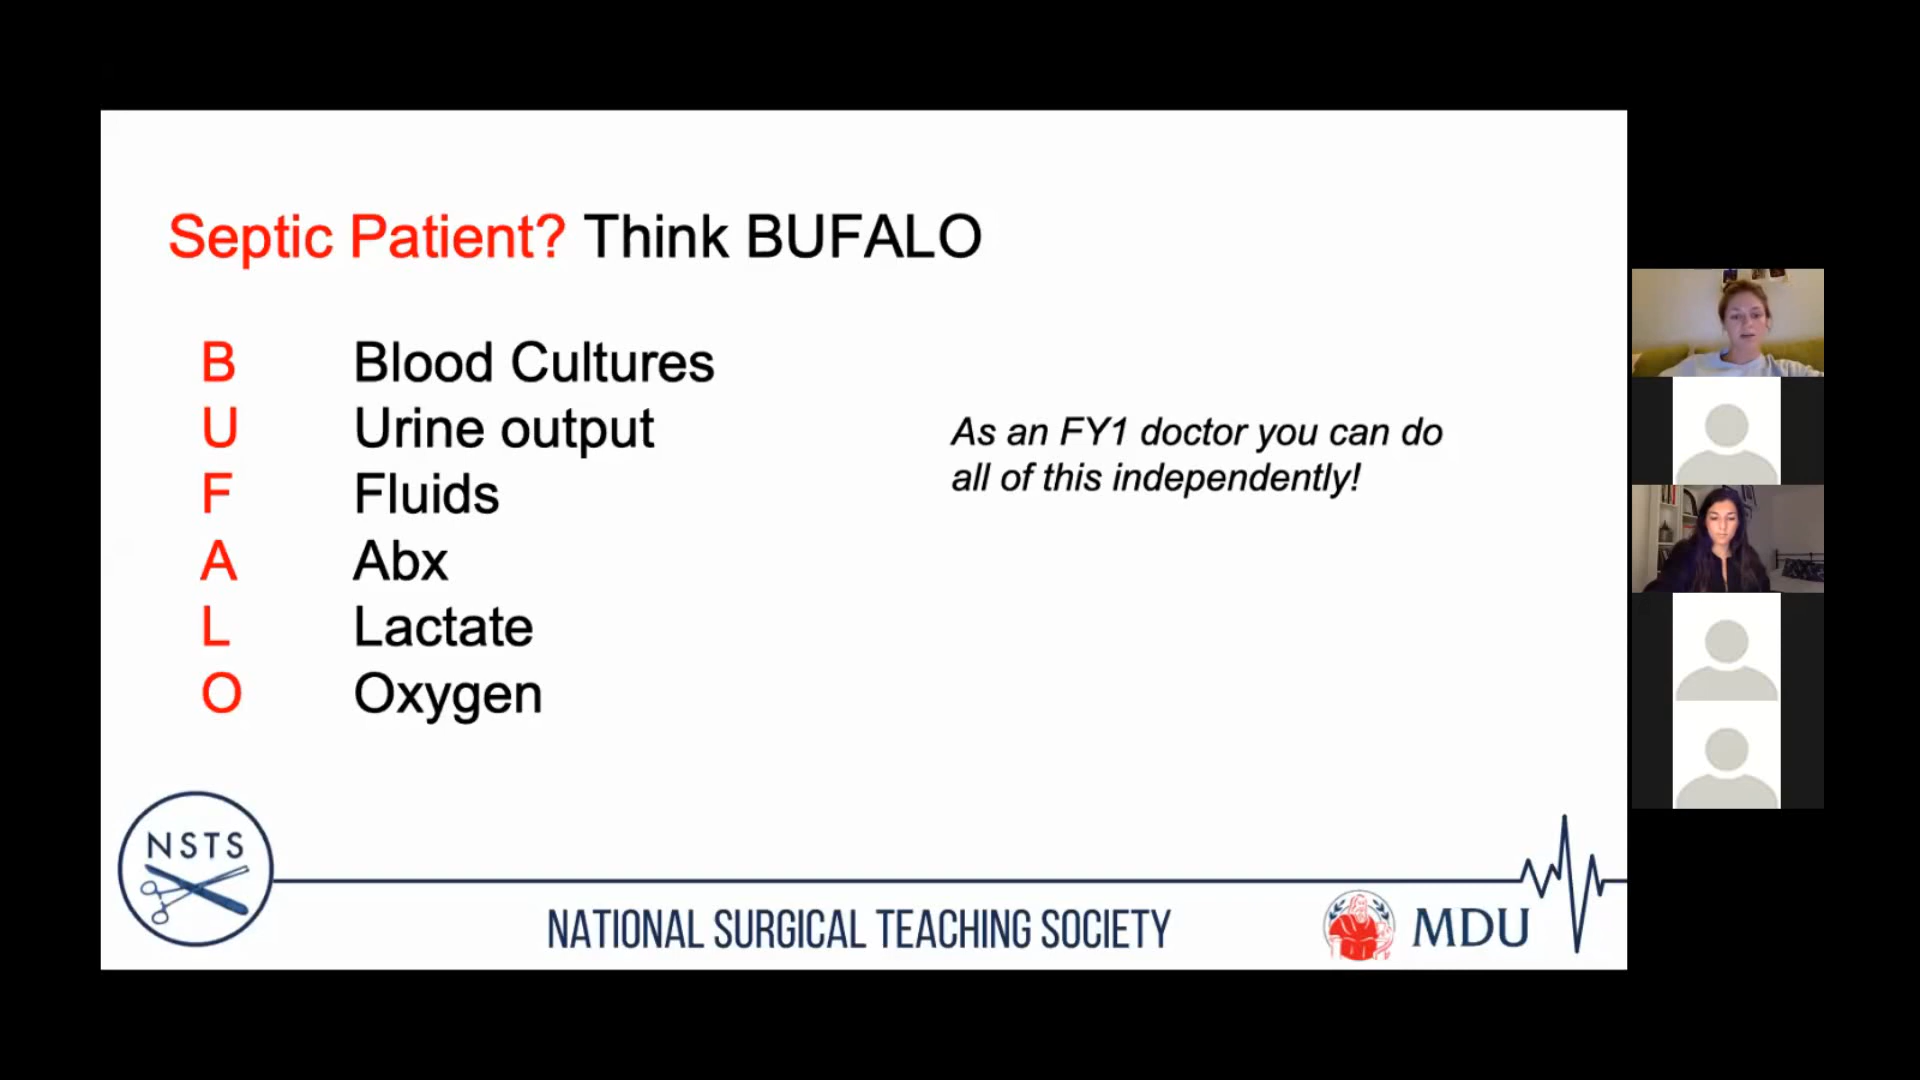 Septic Patient? Think BUFALO
B Blood Cultures
U Urine output
F Fluids
A Abx
L Lactate
O Oxygen
As an FY1 doctor you can do
all of this independently!
NSTS
NATIONAL SURGICAL TEACHING SOCIETY
MDU